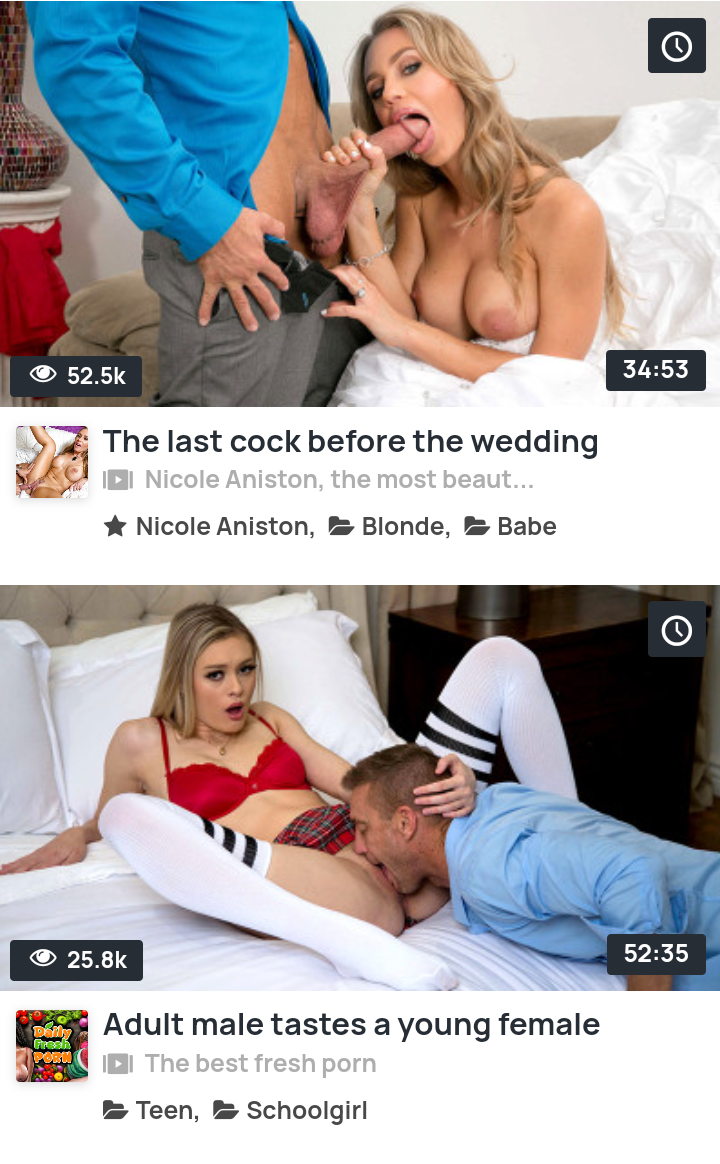 52.5k
34:53
The last cock before the wedding
Nicole Aniston, the most beaut...
Nicole Aniston, Blonde, Babe
25.8k
52:35
Adult male tastes a young female
Daily
Fresh
PORN
The best fresh porn
Teen, Schoolgirl